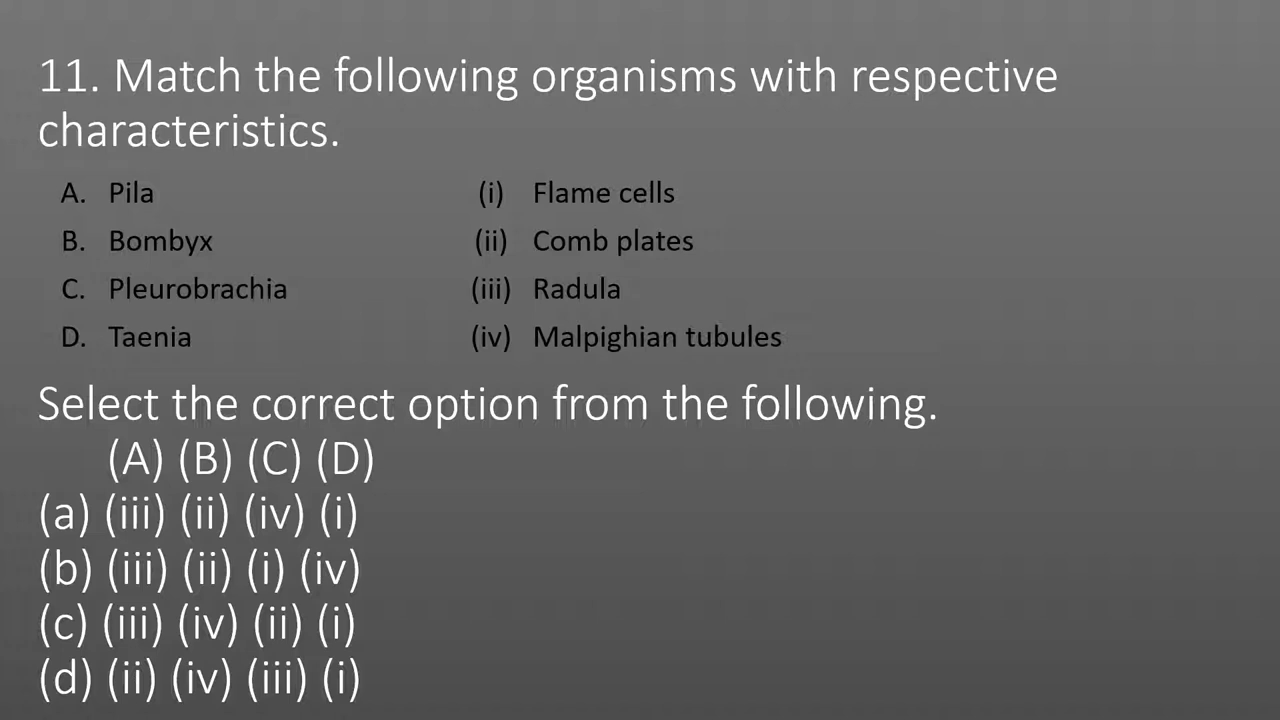 11. Match the following organisms with respective
characteristics.
A. Pila (i) Flame cells
B. Bombyx (ii) Comb plates
C. Pleurobrachia (iii) Radula
D. Taenia (iv) Malpighian tubules
Select the correct option from the following.
(A) (B) (C) (D)
(a) (iii) (ii) (iv) (i)
(b) (iii) (ii) (i) (iv)
(c) (iii) (iv) (ii) (i)
(d) (ii) (iv) (iii) (i)